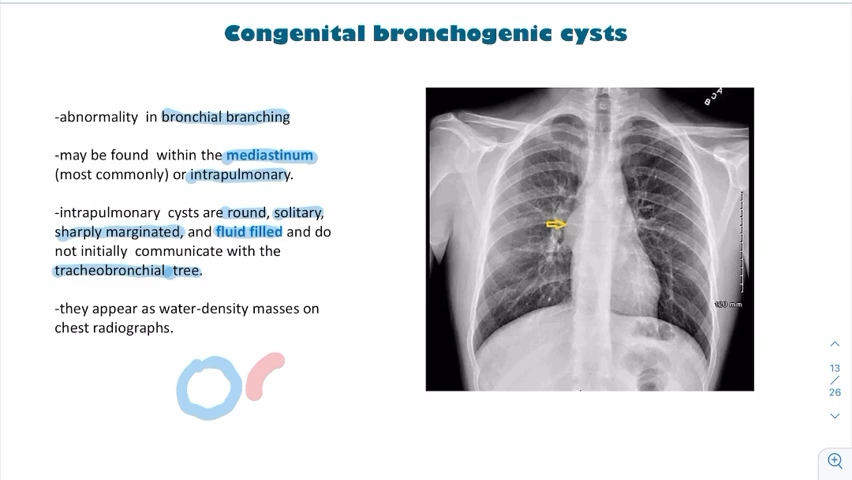 Congenital bronchogenic cysts
-abnormality in bronchial branching
-may be found within the mediastinum
(most commonly) or intrapulmonary.
-intrapulmonary cysts are round, solitary,
sharply marginated, and fluid filled and do
not initially communicate with the
tracheobronchial tree.
-they appear as water-density masses on
chest radiographs.
13
/
26